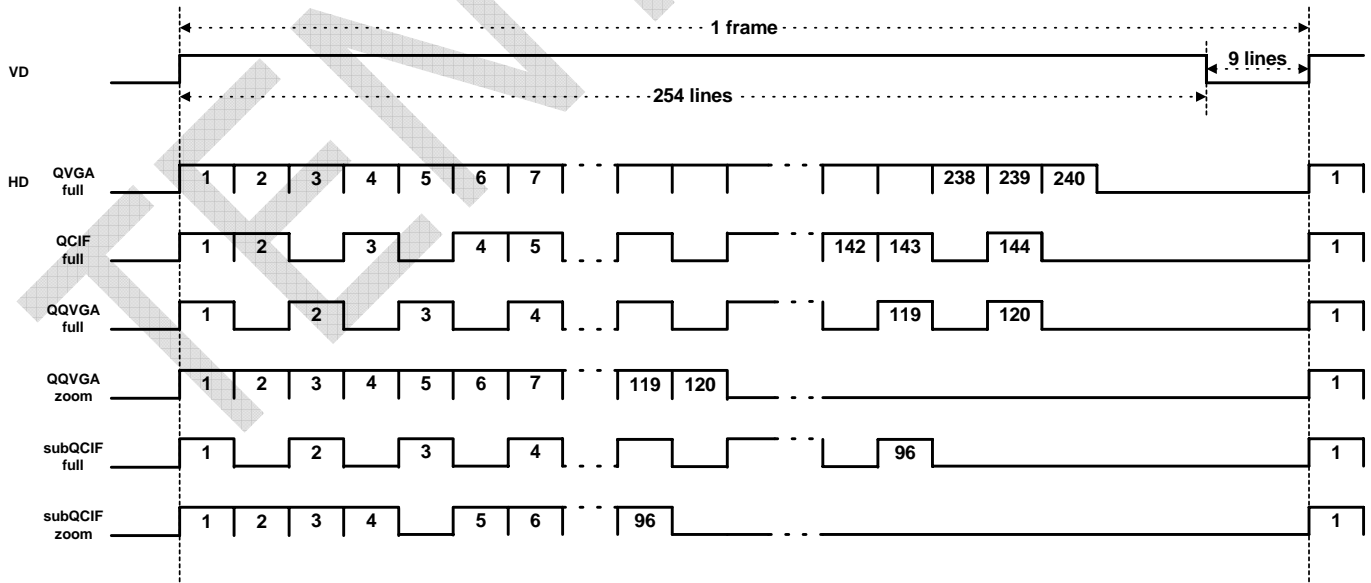 1 frame
VD
9 lines
254 lines
HD
QVGA full 1 2 3 4 5 6 7 238 239 240 1
QCIF full 1 2 3 4 5 142 143 144 1
QQVGA full 1 2 3 4 119 120 1
QQVGA zoom 1 2 3 4 5 6 7 119 120 1
subQCIF full 1 2 3 4 96 1
subQCIF zoom 1 2 3 4 5 6 96 1